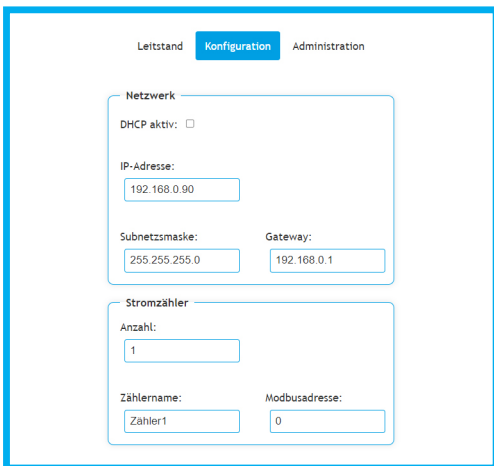 Leitstand Konfiguration Administration
Netzwerk
DHCP aktiv:
IP-Adresse:
192.168.0.90
Subnetzsmaske: Gateway:
255.255.255.0 192.168.0.1
Stromzähler
Anzahl:
1
Zählername: Modbusadresse:
Zähler1 0